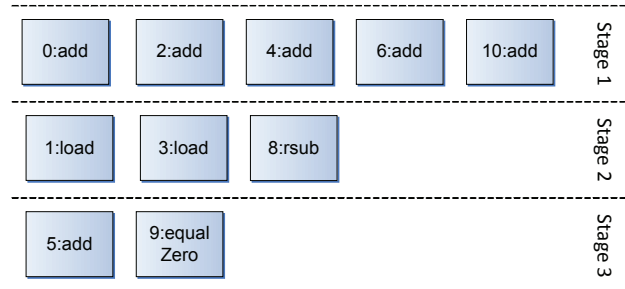 0:add 2:add 4:add 6:add 10:add Stage 1
1:load 3:load 8:rsub Stage 2
5:add 9:equal Zero Stage 3